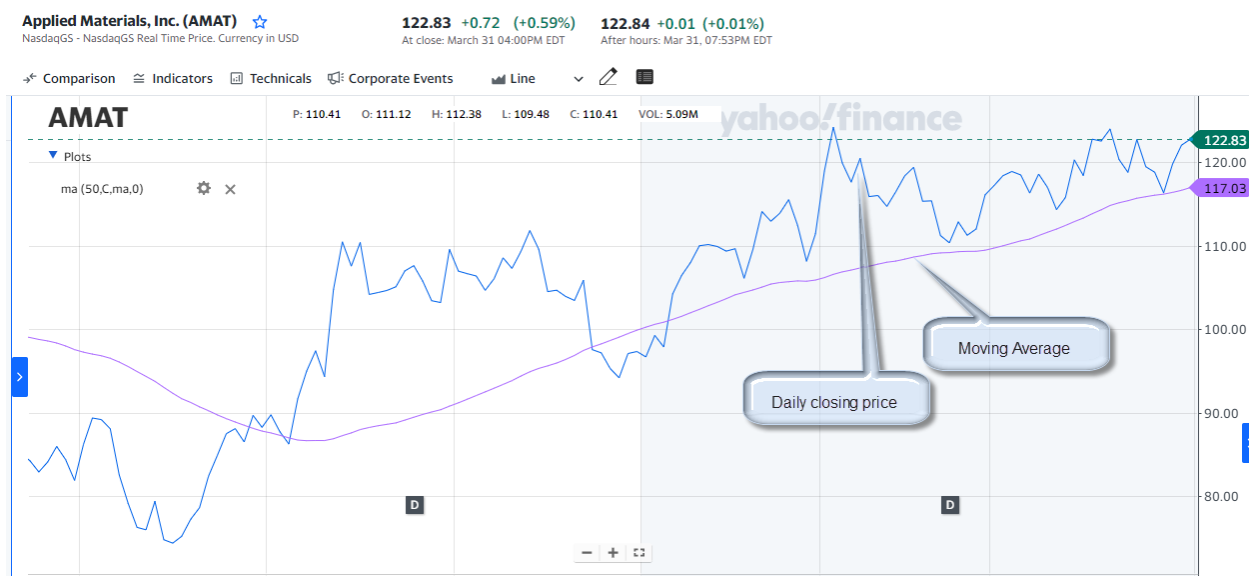 Applied Materials, Inc. (AMAT)
NasdaqGS - NasdaqGS Real Time Price. Currency in USD
122.83 +0.72 (+0.59%)
At close: March 31 04:00PM EDT
122.84 +0.01 (+0.01%)
After hours: Mar 31, 07:53PM EDT
Comparison
Indicators
Technicals
Corporate Events
Line
AMAT
P: 110.41 O: 111.12 H: 112.38 L: 109.48 C: 110.41 VOL: 5.09M
yahoo!finance
Plots
ma (50,C,ma,0)
122.83
120.00
117.03
110.00
100.00
90.00
80.00
Moving Average
Daily closing price
D
D